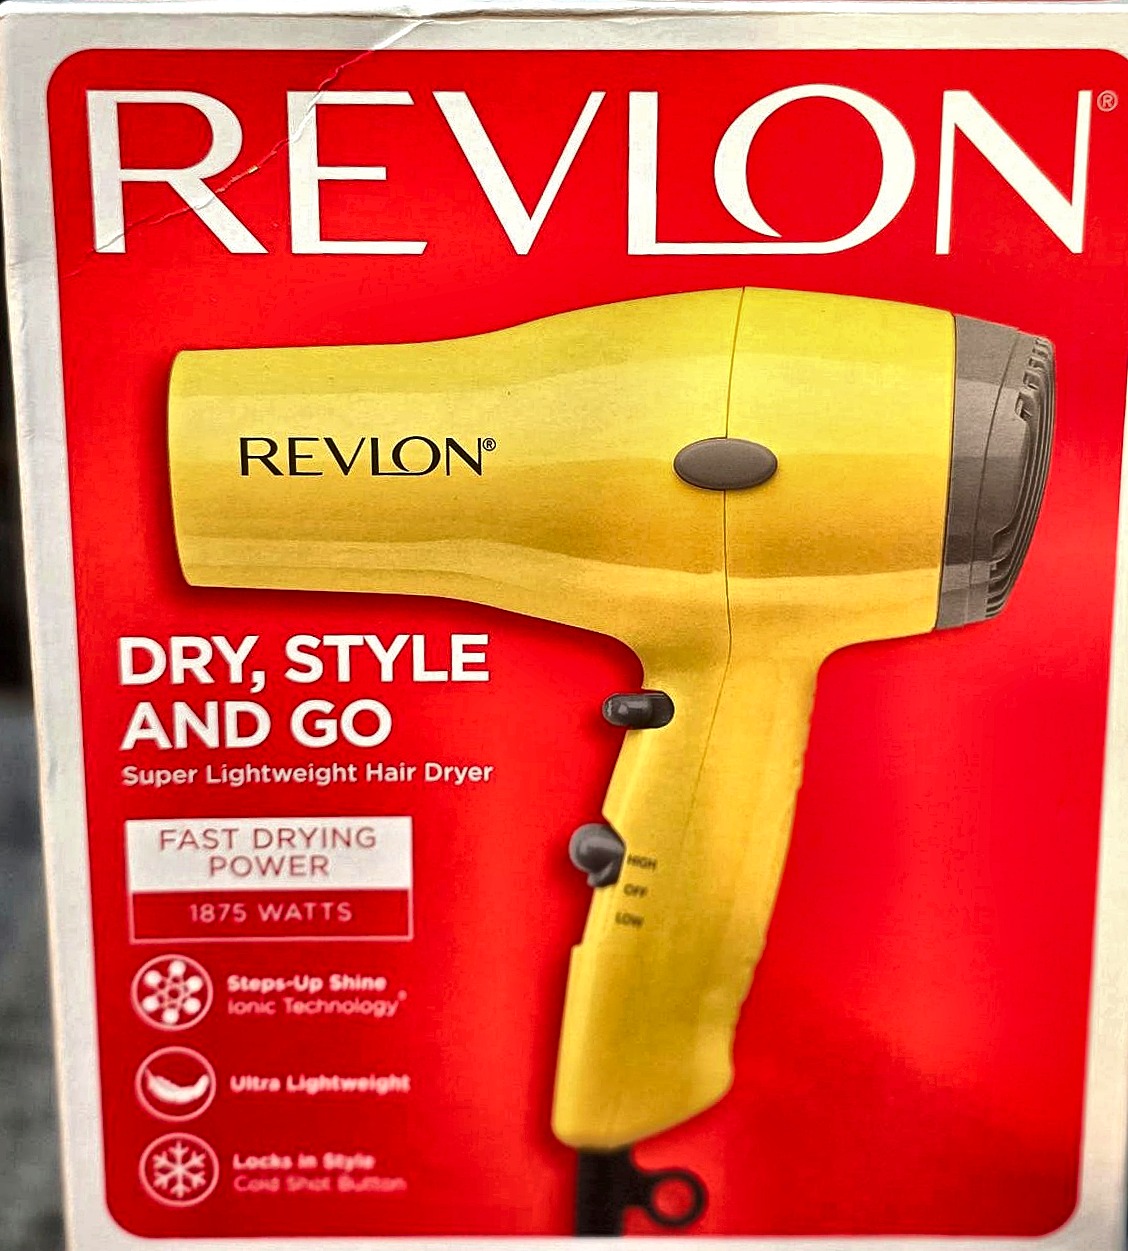 REVLON®
REVLON®
DRY, STYLE
AND GO
Super Lightweight Hair Dryer
FAST DRYING
POWER
1875 WATTS
HIGH
OFF
LOW
Steps-Up Shine
Ionic Technology®
Ultra Lightweight
Locks in Style
Cold Shot Button